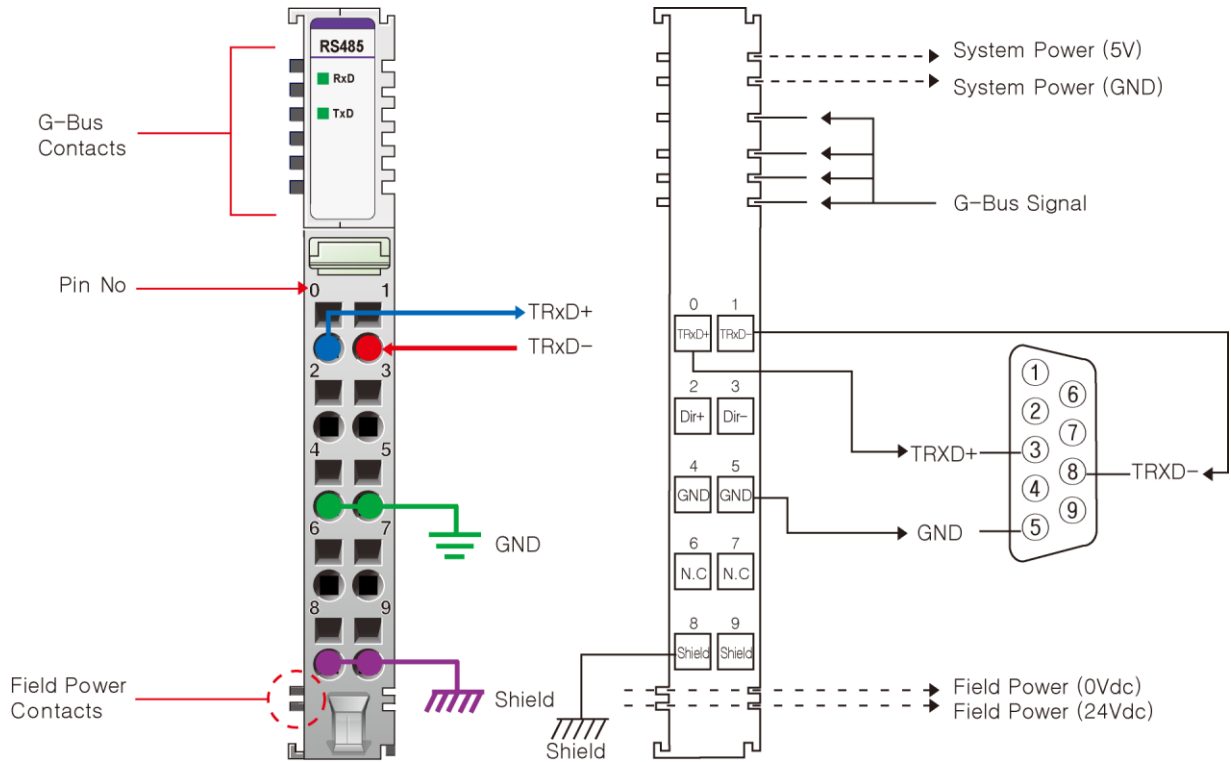 RS485
RxD
TxD
G-Bus
Contacts
Pin No
0 1
TRxD+
TRxD-
2 3
4 5
GND
6 7
8 9
Shield
Field Power
Contacts
System Power (5V)
System Power (GND)
G-Bus Signal
0 1
TRxD+ TRxD-
2 3
Dir+ Dir-
4 5
GND GND
6 7
N.C N.C
8 9
Shield Shield
Shield
Field Power (0Vdc)
Field Power (24Vdc)
TRXD+
GND
TRXD-
1
2
3
4
5
6
7
8
9